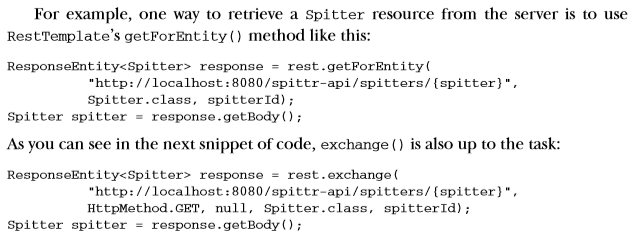 For example, one way to retrieve a Spitter resource from the server is to use
RestTemplate's getForEntity() method like this:
ResponseEntity<Spitter> response = rest.getForEntity(
"http://localhost:8080/spittr-api/spitters/{spitter}",
Spitter.class, spitterId);
Spitter spitter = response.getBody();
As you can see in the next snippet of code, exchange() is also up to the task:
ResponseEntity<Spitter> response = rest.exchange(
"http://localhost:8080/spittr-api/spitters/{spitter}",
HttpMethod.GET, null, Spitter.class, spitterId);
Spitter spitter = response.getBody();